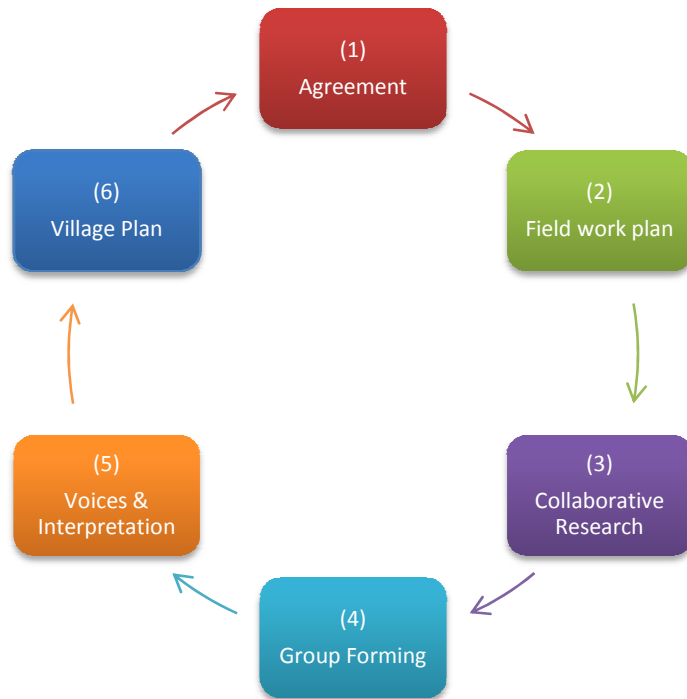 (1)
Agreement
(2)
Field work plan
(3)
Collaborative
Research
(4)
Group Forming
(5)
Voices &
Interpretation
(6)
Village Plan